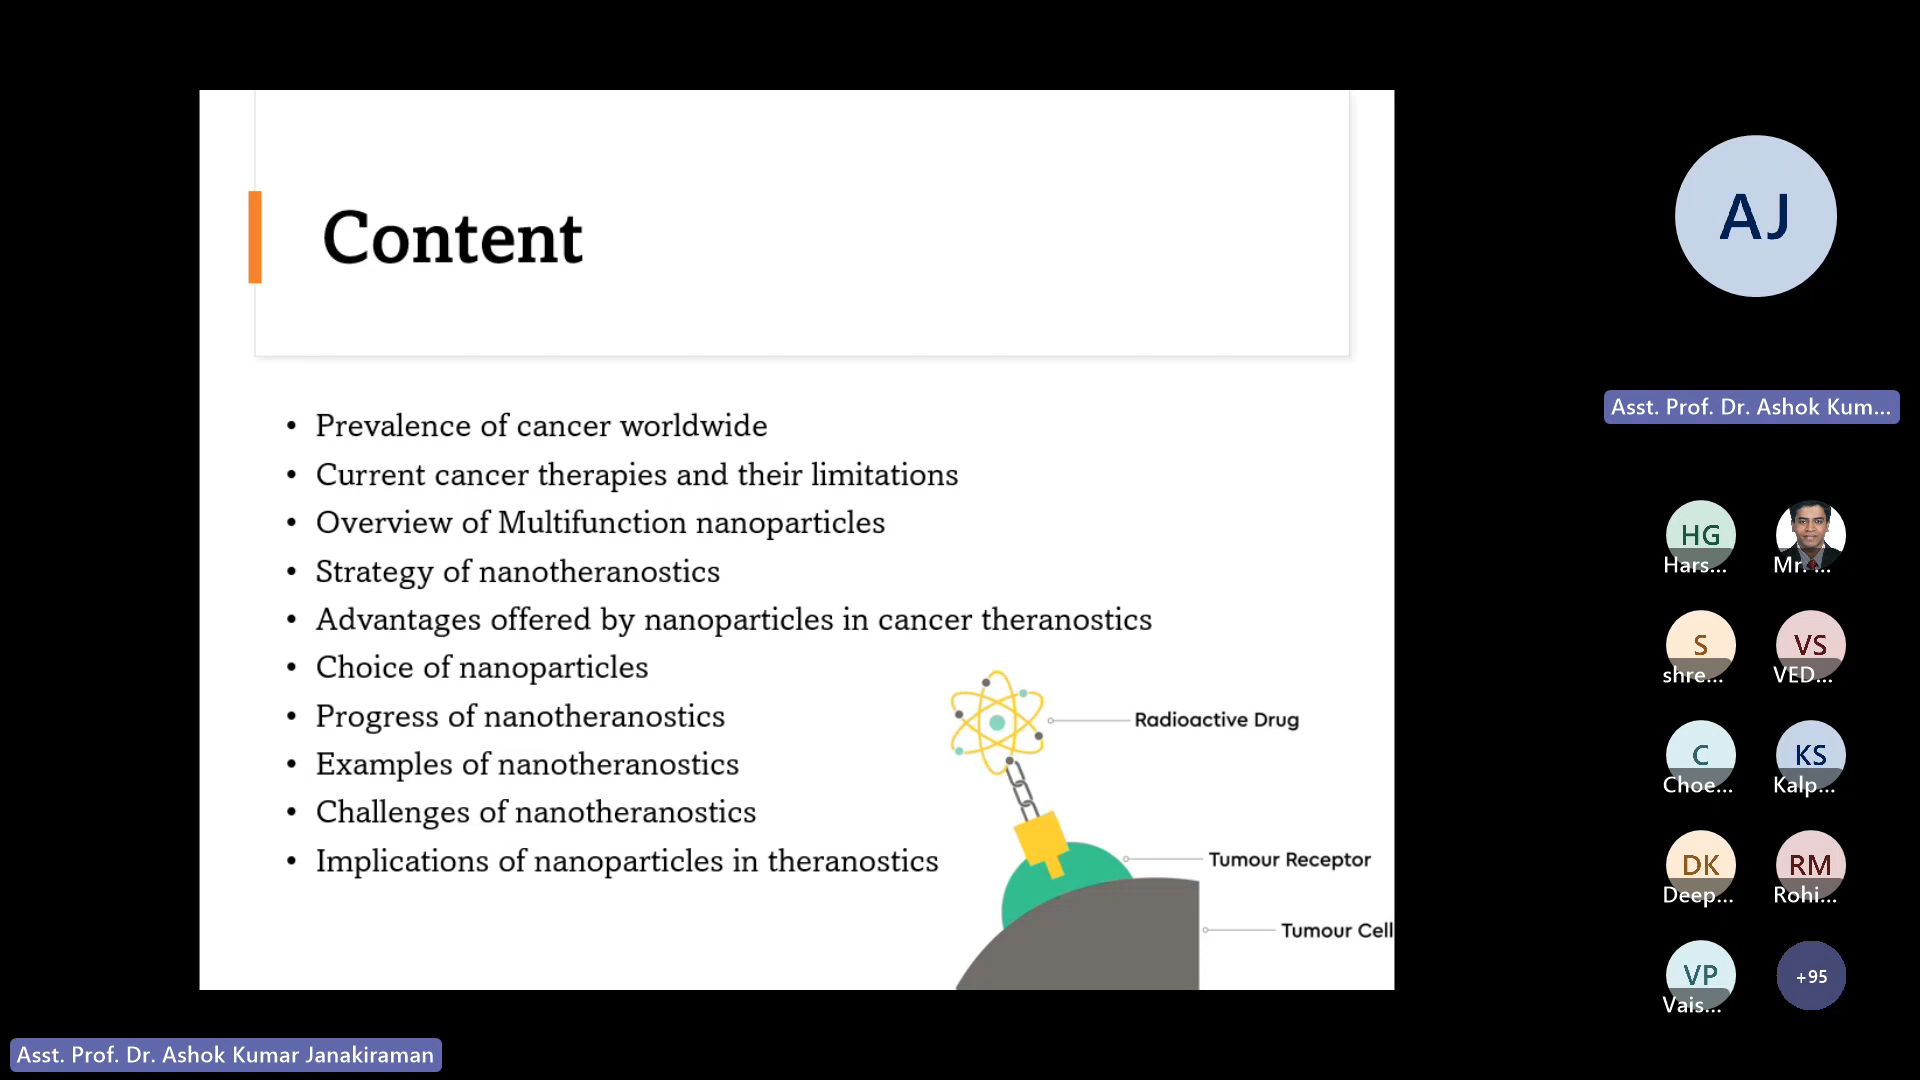 Content
• Prevalence of cancer worldwide
• Current cancer therapies and their limitations
• Overview of Multifunction nanoparticles
• Strategy of nanotheranostics
• Advantages offered by nanoparticles in cancer theranostics
• Choice of nanoparticles
• Progress of nanotheranostics
• Examples of nanotheranostics
• Challenges of nanotheranostics
• Implications of nanoparticles in theranostics
Radioactive Drug
Tumour Receptor
Tumour Cell
Asst. Prof. Dr. Ashok Kumar Janakiraman
AJ
Asst. Prof. Dr. Ashok Kum...
HG
Hars...
Mr. ...
S
shre...
VS
VED...
C
Choe...
KS
Kalp...
DK
Deep...
RM
Rohi...
VP
Vais...
+95